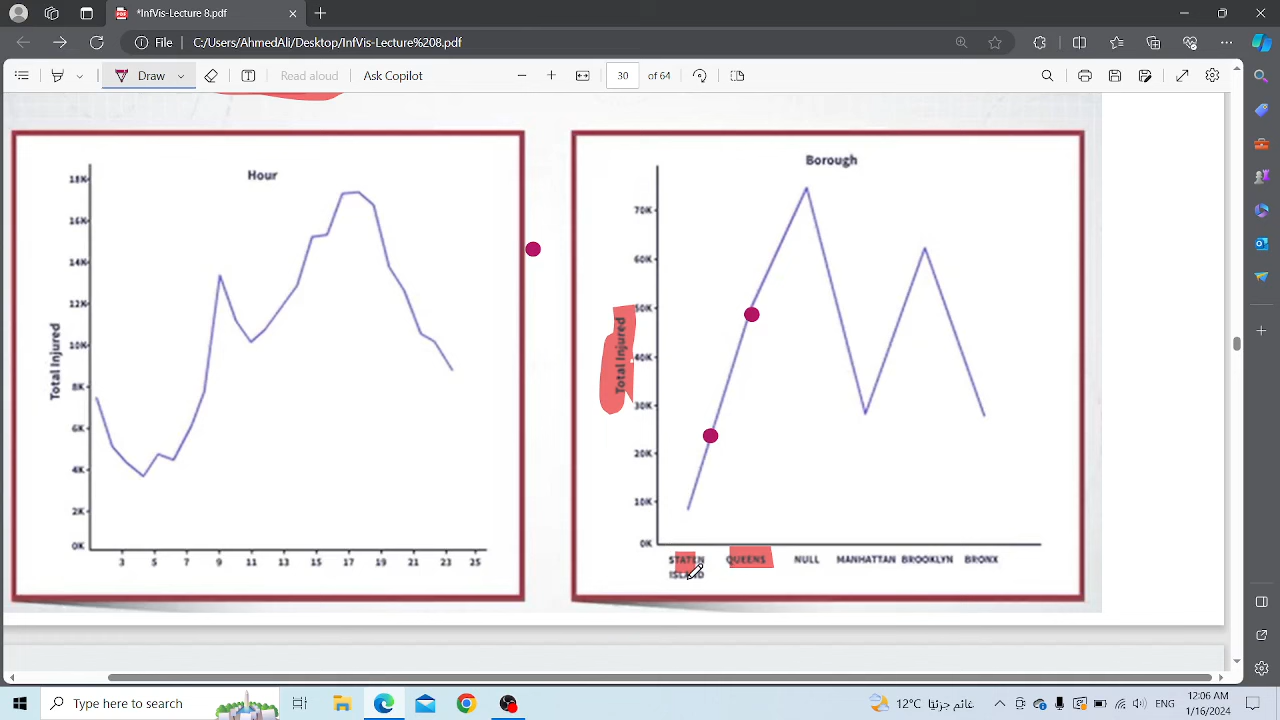 *InfVis-Lecture 8.pdf
File C:/Users/AhmedAli/Desktop/InfVis-Lecture%208.pdf
Draw Read aloud Ask Copilot 30 of 64
Hour
18K
16K
14K
12K
10K
8K
6K
4K
2K
0K
Total Injured
3 5 7 9 11 13 15 17 19 21 23 25
Borough
70K
60K
50K
40K
30K
20K
10K
0K
Total Injured
STATEN ISLAND QUEENS NULL MANHATTAN BROOKLYN BRONX
Type here to search
12°C
12:06 AM
9/16/2024